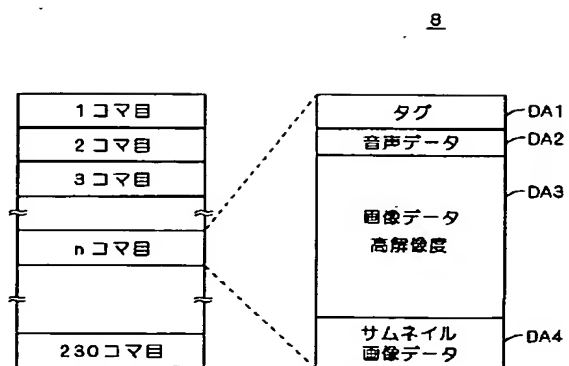 8
1コマ目
2コマ目
3コマ目
nコマ目
230コマ目
タグ
DA1
音声データ
DA2
画像データ
高解像度
DA3
サムネイル
画像データ
DA4